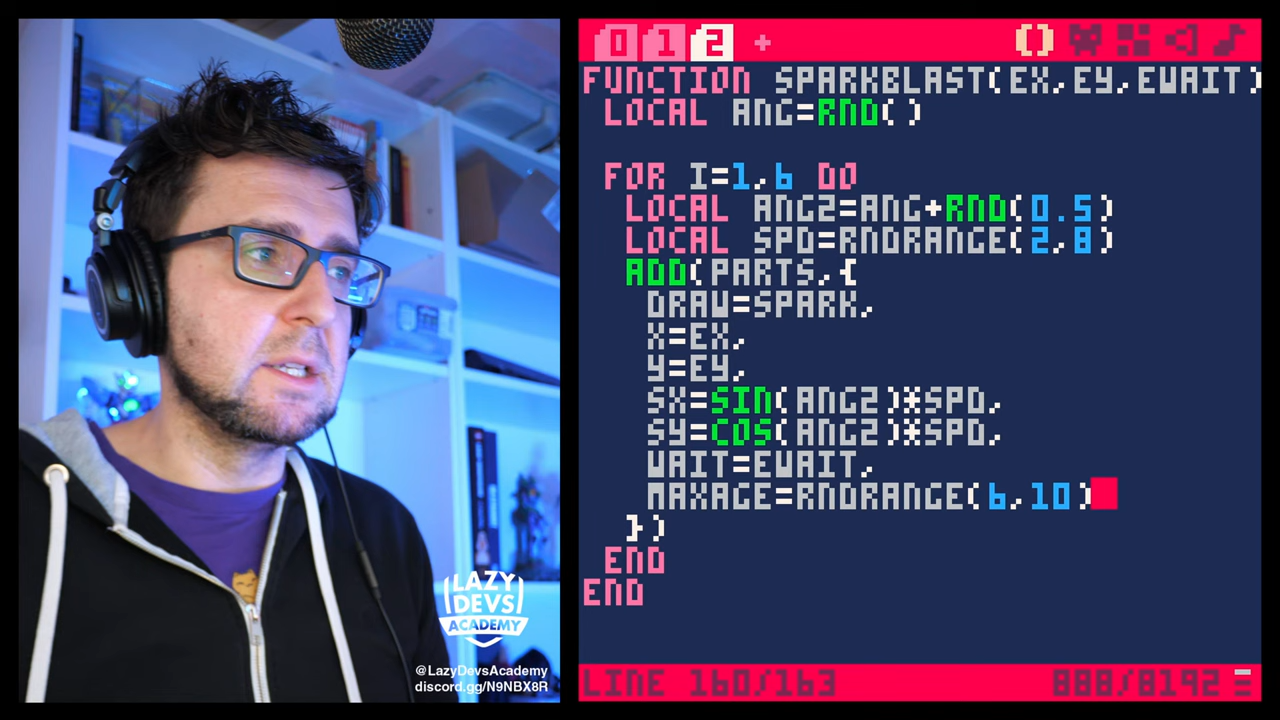 LAZY
DEVS
ACADEMY
@LazyDevsAcademy
discord.gg/N9NBX8R
0 1 2 +
FUNCTION SPARKBLAST(EX,EY,EWAIT)
LOCAL ANG=RND()
FOR I=1,6 DO
LOCAL ANG2=ANG+RND(0.5)
LOCAL SPD=RNDRANGE(2,8)
ADD(PARTS,{
DRAW=SPARK,
X=EX,
Y=EY,
SX=SIN(ANG2)*SPD,
SY=COS(ANG2)*SPD,
WAIT=EWAIT,
MAXAGE=RNDRANGE(6,10)
})
END
END
LINE 160/163 888/8192